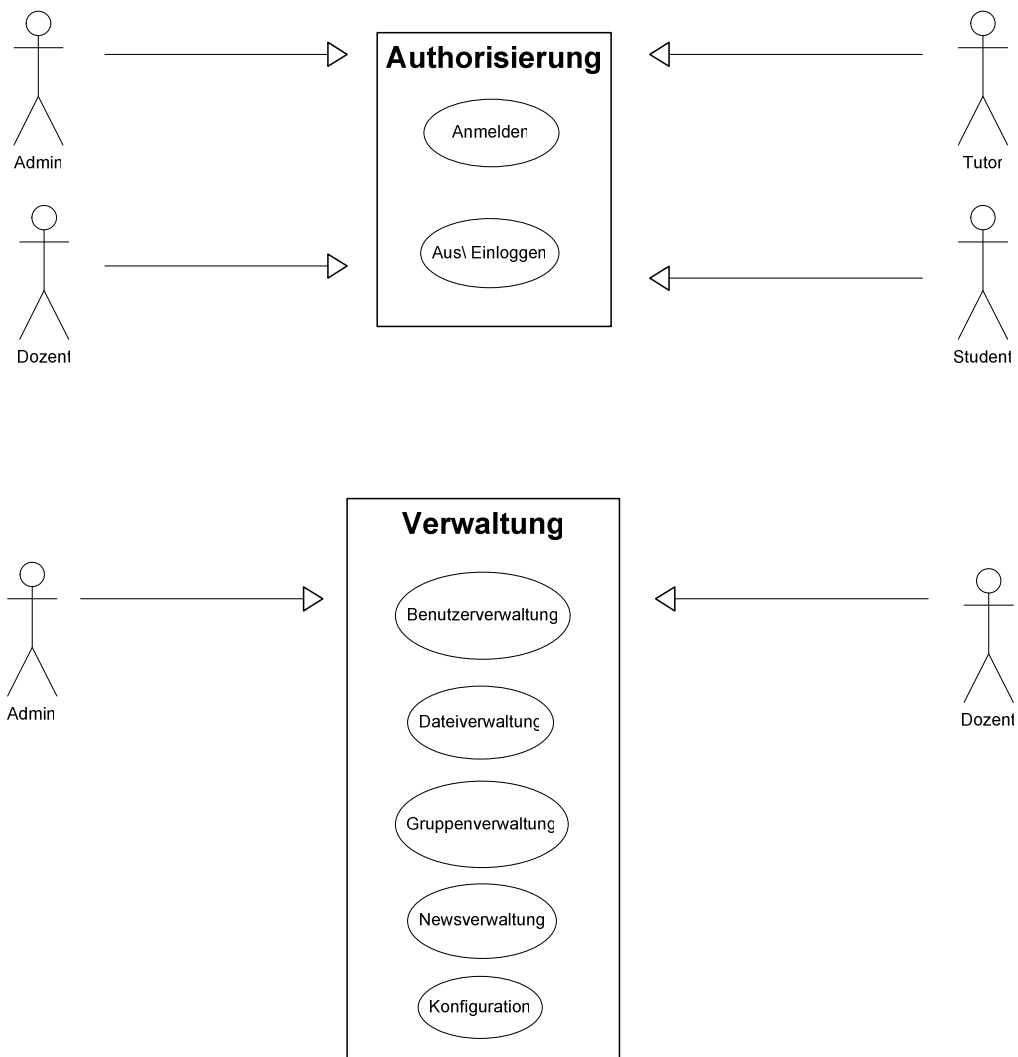 Authorisierung
Anmelden
Admin
Tutor
Aus\ Einloggen
Dozent
Student
Verwaltung
Benutzerverwaltung
Admin
Dozent
Dateiverwaltung
Gruppenverwaltung
Newsverwaltung
Konfiguration